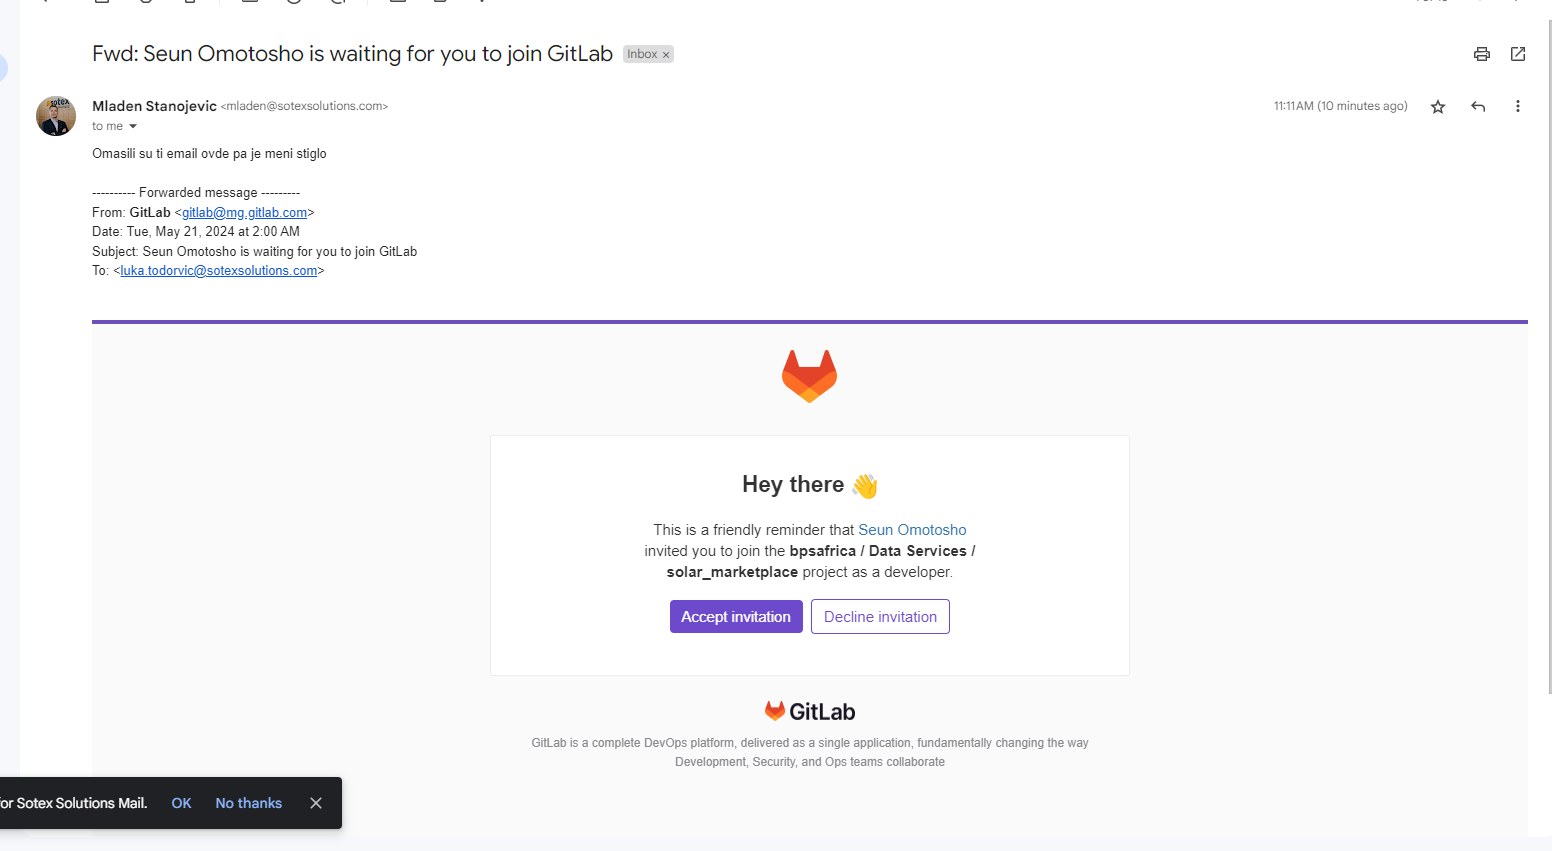 Fwd: Seun Omotosho is waiting for you to join GitLab Inbox ×
Mladen Stanojevic <mladen@sotexsolutions.com>
11:11 AM (10 minutes ago)
to me
Omasili su ti email ovde pa je meni stiglo
---------- Forwarded message ---------
From: GitLab <gitlab@mg.gitlab.com>
Date: Tue, May 21, 2024 at 2:00 AM
Subject: Seun Omotosho is waiting for you to join GitLab
To: <luka.todorvic@sotexsolutions.com>
Hey there 👋
This is a friendly reminder that Seun Omotosho
invited you to join the bpsafrica / Data Services /
solar_marketplace project as a developer.
Accept invitation Decline invitation
GitLab
GitLab is a complete DevOps platform, delivered as a single application, fundamentally changing the way
Development, Security, and Ops teams collaborate
for Sotex Solutions Mail. OK No thanks